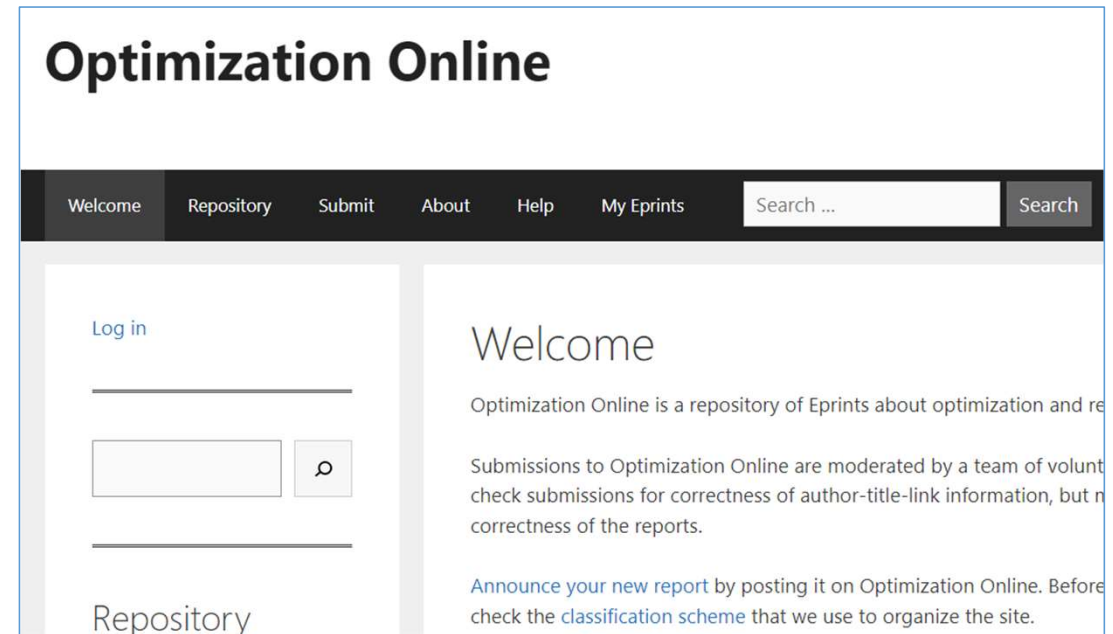 Optimization Online
Welcome Repository Submit About Help My Eprints Search ... Search
Log in
Repository
Welcome
Optimization Online is a repository of Eprints about optimization and
Submissions to Optimization Online are moderated by a team of
check submissions for correctness of author-title-link information, but
correctness of the reports.
Announce your new report by posting it on Optimization Online. Before
check the classification scheme that we use to organize the site.